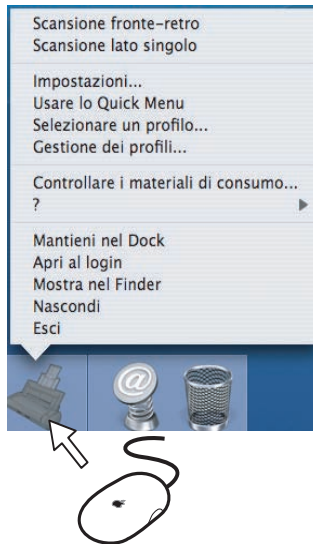 Scansione fronte-retro
Scansione lato singolo
Impostazioni...
Usare lo Quick Menu
Selezionare un profilo...
Gestione dei profili...
Controllare i materiali di consumo...
?
Mantieni nel Dock
Apri al login
Mostra nel Finder
Nascondi
Esci
@